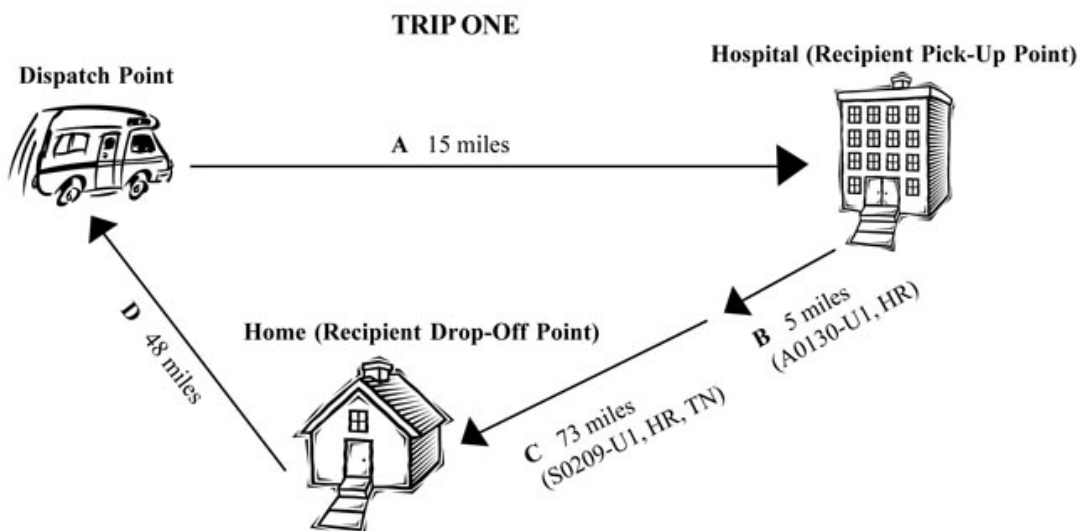 TRIP ONE
Dispatch Point
Hospital (Recipient Pick-Up Point)
A 15 miles
B 5 miles
(A0130-U1, HR)
D 48 miles
Home (Recipient Drop-Off Point)
C 73 miles
(S0209-U1, HR, TN)